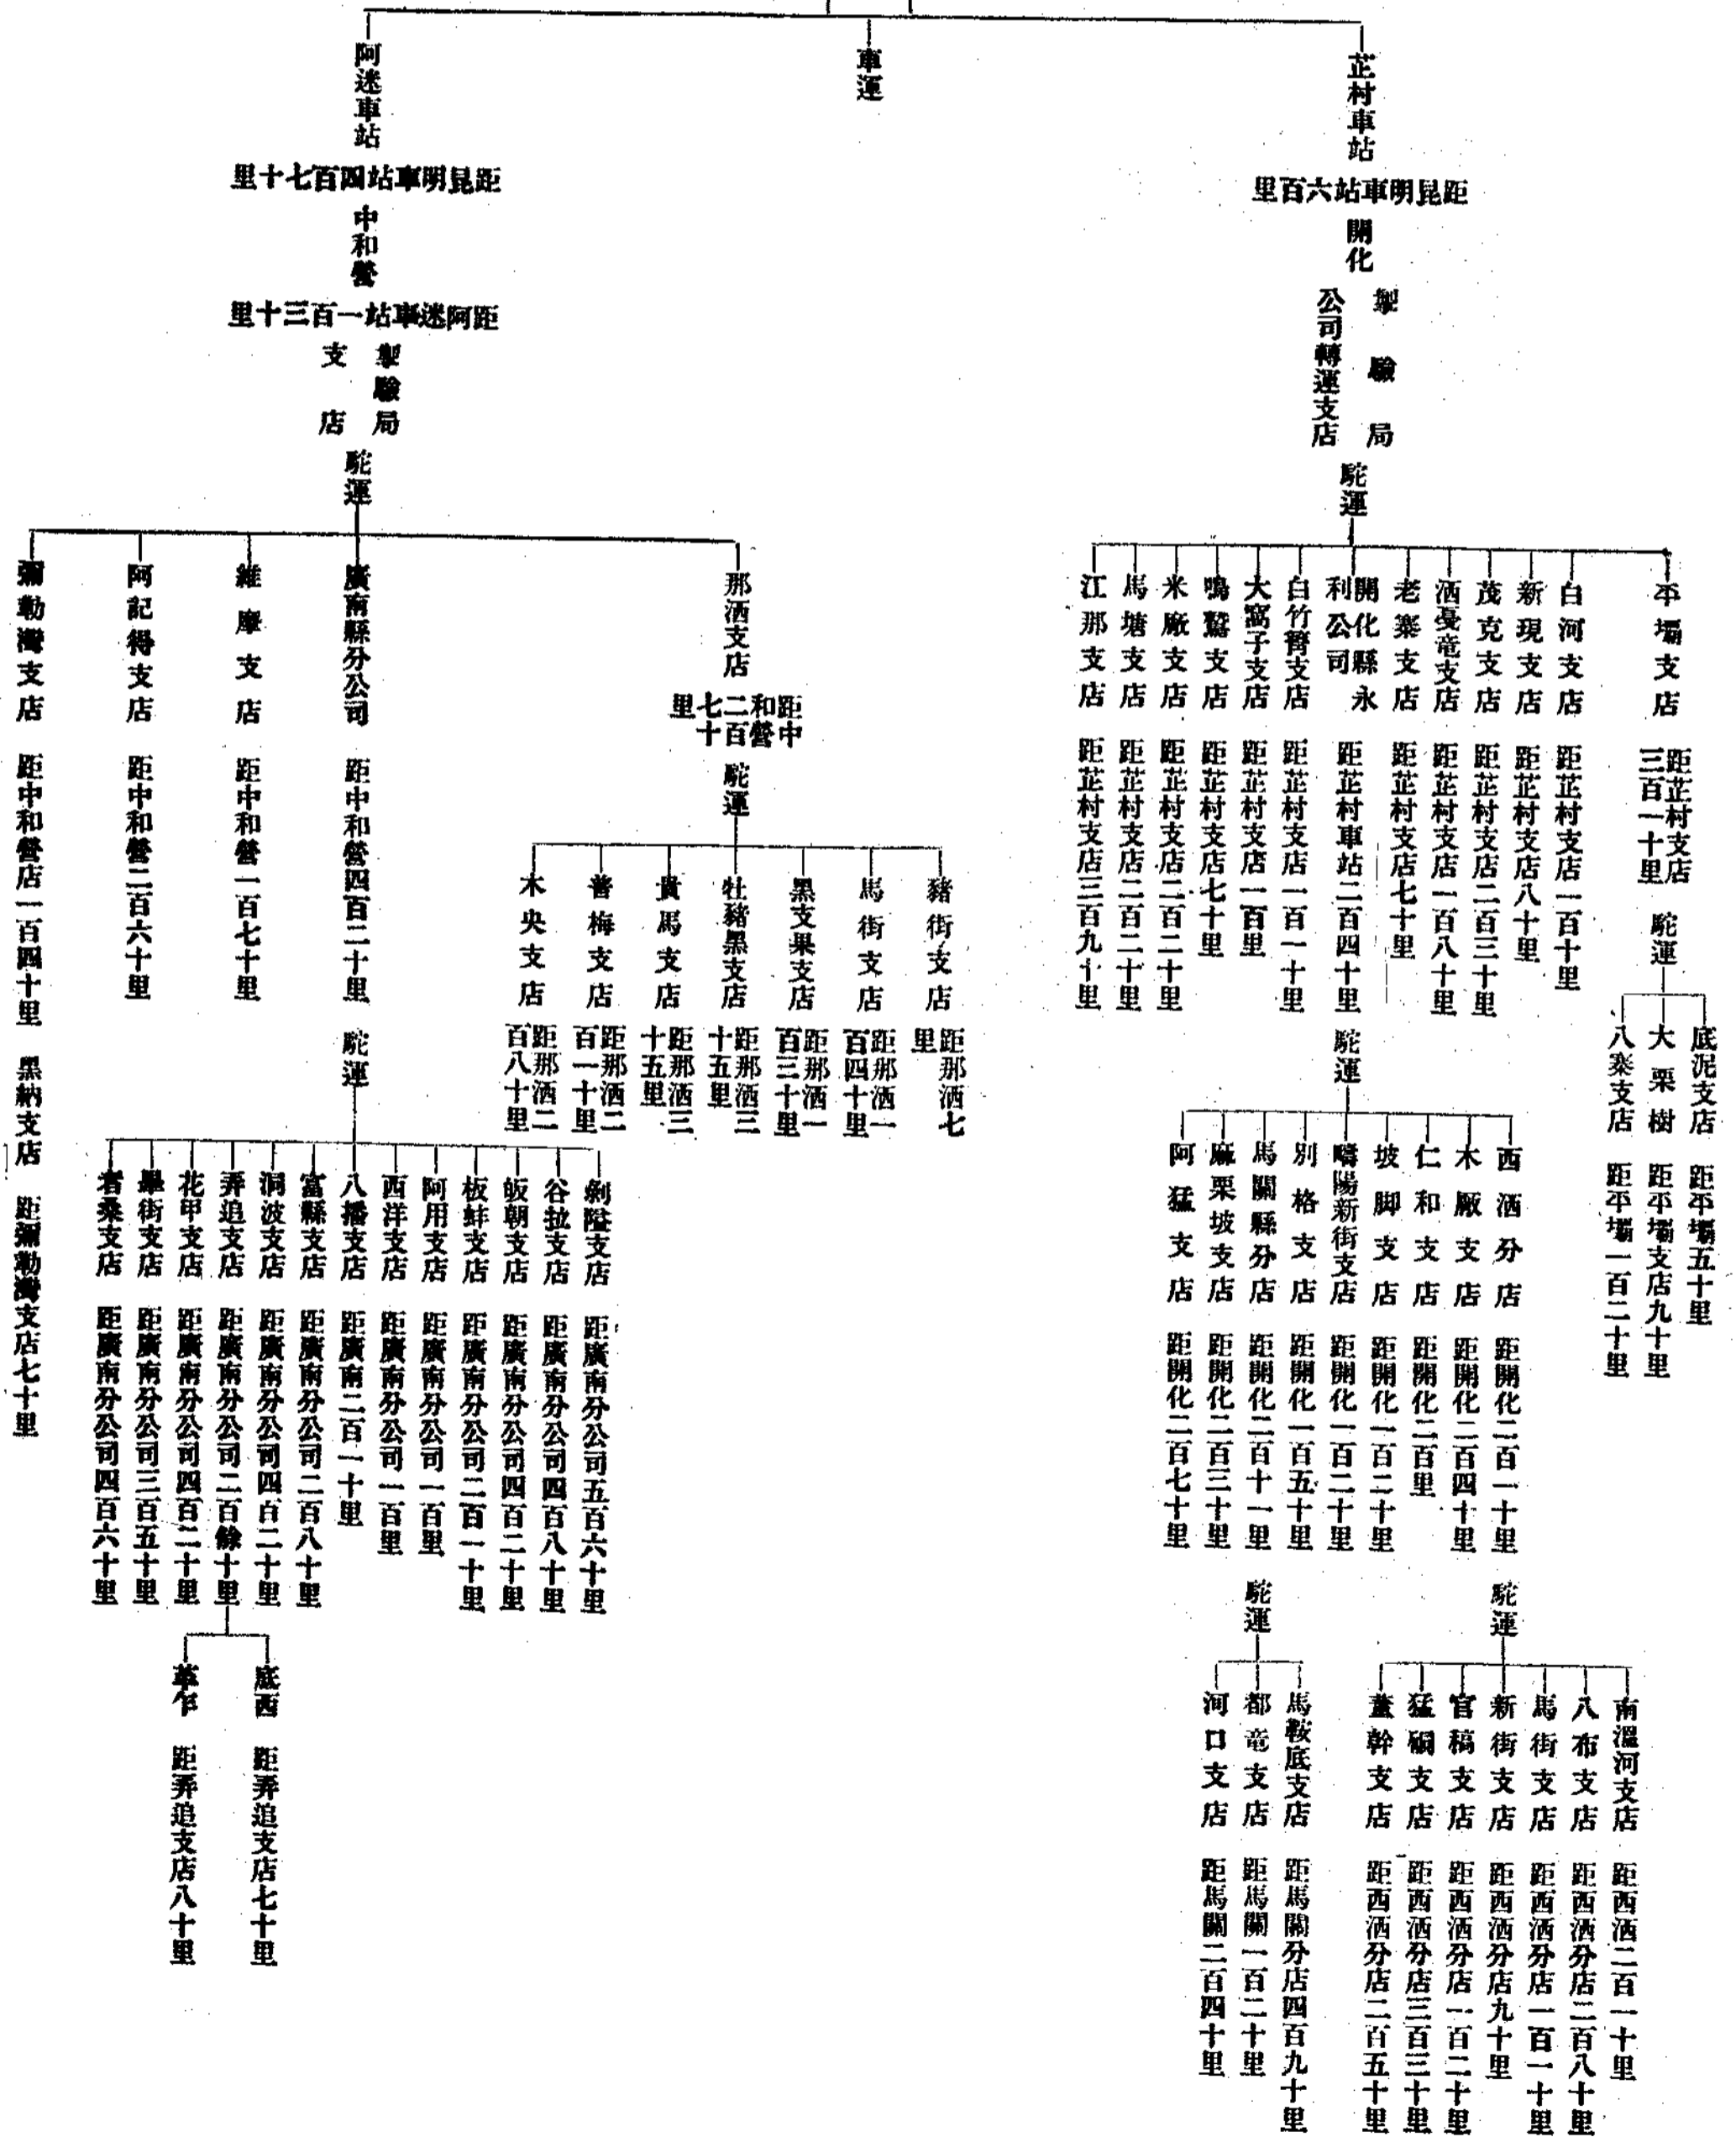 車運
芷村車站
距昆明車站六百里
開化
掣驗局
公司轉運支店
駝運
平壩支店 距芷村支店三百一十里
駝運
底泥支店 距平壩五十里
大栗樹 距平壩支店九十里
八寨支店 距平壩一百二十里
白河支店 距芷村支店一百十里
新現支店 距芷村支店八十里
茂克支店 距芷村支店二百三十里
洒戞竜支店 距芷村支店一百八十里
老寨支店 距芷村支店七十里
開化縣永利公司 距芷村車站二百四十里
白竹箐支店 距芷村支店一百一十里
大窩子支店 距芷村支店一百里
鳴鷲支店 距芷村支店七十里
米廠支店 距芷村支店二百二十里
馬塘支店 距芷村支店二百二十里
江那支店 距芷村支店三百九十里
駝運
西洒分店 距開化二百一十里
木廠支店 距開化二百四十里
仁和支店 距開化二百里
坡脚支店 距開化一百二十里
疇陽新街支店 距開化一百二十里
別格支店 距開化一百五十里
馬關縣分店 距開化二百十一里
麻栗坡支店 距開化二百三十里
阿猛支店 距開化二百七十里
駝運
南溫河支店 距西洒二百一十里
八布支店 距西洒分店二百八十里
馬街支店 距西洒分店一百一十里
新街支店 距西洒分店九十里
官稿支店 距西洒分店一百二十里
猛硐支店 距西洒分店三百三十里
董幹支店 距西洒分店二百五十里
駝運
馬鞍底支店 距馬關分店四百九十里
都竜支店 距馬關一百二十里
河口支店 距馬關二百四十里
阿迷車站
距昆明車站四百七十里
中和營
距阿迷車站一百三十里
掣驗局
支店
駝運
那洒支店 距中和營二百七十里
駝運
豬街支店 距那洒七里
馬街支店 距那洒一百四十里
黑支果支店 距那洒一百三十里
牡豬黑支店 距那洒三十五里
貴馬支店 距那洒三十五里
普梅支店 距那洒二百一十里
木央支店 距那洒二百八十里
廣南縣分公司 距中和營四百二十里
駝運
剝隘支店 距廣南分公司五百六十里
谷拉支店 距廣南分公司四百八十里
皈朝支店 距廣南分公司四百二十里
板蚌支店 距廣南分公司二百一十里
阿用支店 距廣南分公司一百里
西洋支店 距廣南分公司一百里
八播支店 距廣南二百一十里
富縣支店 距廣南分公司二百八十里
洞波支店 距廣南分公司四百二十里
弄追支店 距廣南分公司二百餘十里
花甲支店 距廣南分公司四百二十里
街支店 距廣南分公司三百五十里
者桑支店 距廣南分公司四百六十里
底西 距弄追支店七十里
革乍 距弄追支店八十里
維摩支店 距中和營一百七十里
阿記得支店 距中和營二百六十里
彌勒灣支店 距中和營店一百四十里
黑納支店 距彌勒灣支店七十里